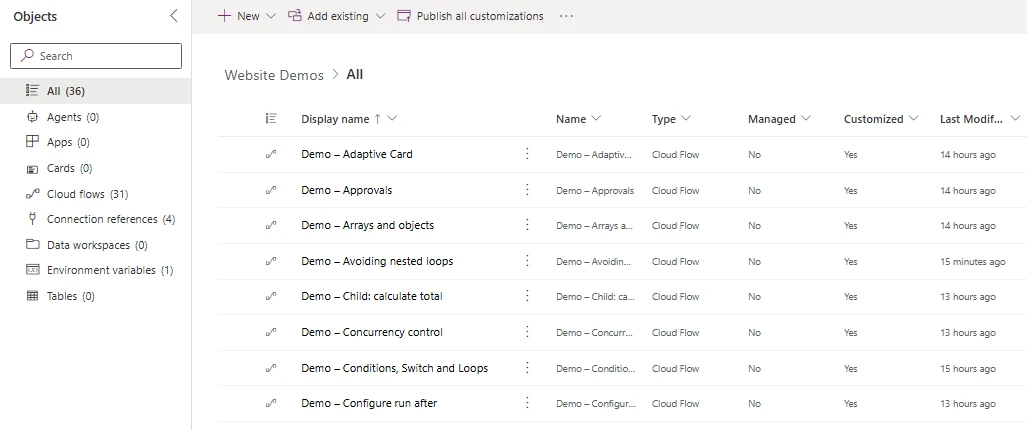 Objects
Search
All (36)
Agents (0)
Apps (0)
Cards (0)
Cloud flows (31)
Connection references (4)
Data workspaces (0)
Environment variables (1)
Tables (0)
New Add existing Publish all customizations
Website Demos > All
Display name ↑ Name Type Managed Customized Last Modif...
Demo – Adaptive Card Demo – Adaptiv... Cloud Flow No Yes 14 hours ago
Demo – Approvals Demo – Approvals Cloud Flow No Yes 14 hours ago
Demo – Arrays and objects Demo – Arrays a... Cloud Flow No Yes 14 hours ago
Demo – Avoiding nested loops Demo – Avoidin... Cloud Flow No Yes 15 minutes ago
Demo – Child: calculate total Demo – Child: ca... Cloud Flow No Yes 13 hours ago
Demo – Concurrency control Demo – Concurr... Cloud Flow No Yes 13 hours ago
Demo – Conditions, Switch and Loops Demo – Conditio... Cloud Flow No Yes 15 hours ago
Demo – Configure run after Demo – Configur... Cloud Flow No Yes 13 hours ago